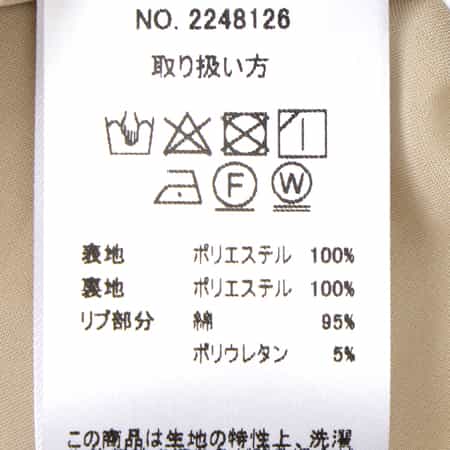 NO. 2248126
取り扱い方
F W
表地 ポリエステル 100%
裏地 ポリエステル 100%
リブ部分 綿 95%
ポリウレタン 5%
この商品は生地の特性上、洗濯